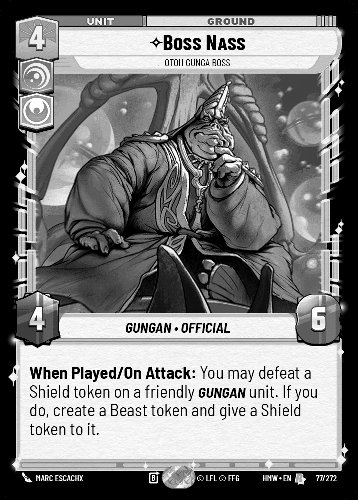 UNIT
GROUND
4
✧Boss Nass
OTOH GUNGA BOSS
4
6
GUNGAN • OFFICIAL
When Played/On Attack: You may defeat
a Shield token on a friendly GUNGAN unit. If you
do, create a Beast token and give a Shield
token to it.
MARC ESCACHX
© LFL © FFG
HMW • EN
77/272